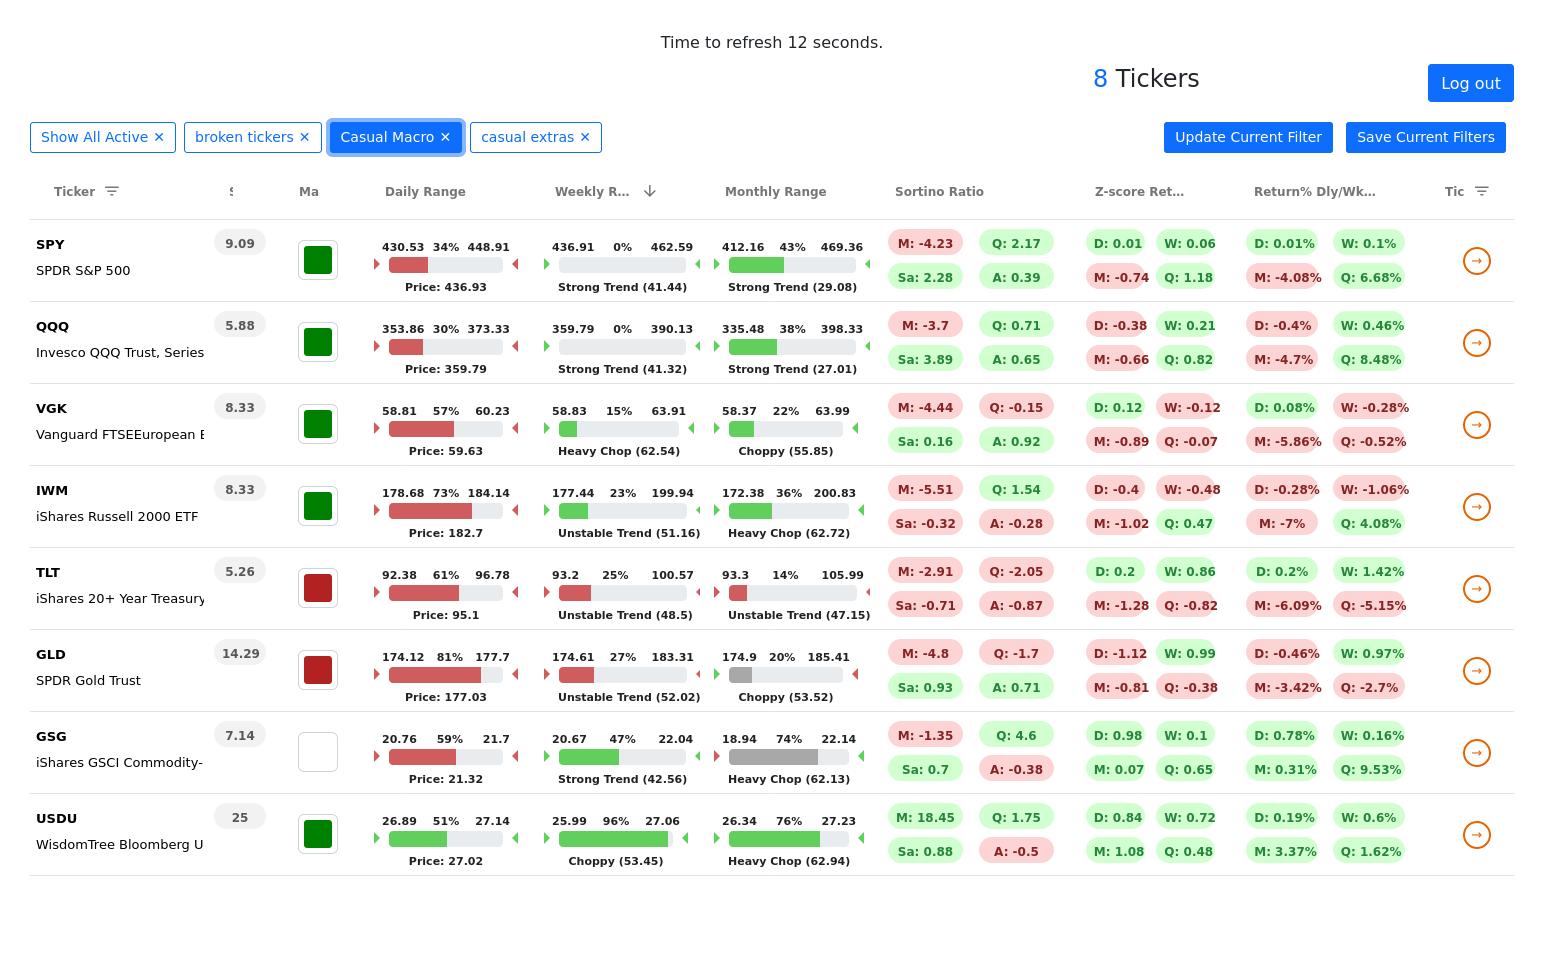 Time to refresh 12 seconds.
8 Tickers
Log out
Show All Active ✕ broken tickers ✕ Casual Macro ✕ casual extras ✕ Update Current Filter Save Current Filters
Ticker Ma Daily Range Weekly R... Monthly Range Sortino Ratio Z-score Ret... Return% Dly/Wk... Tic
SPY 9.09 430.53 34% 448.91 436.91 0% 462.59 412.16 43% 469.36 M: -4.23 Q: 2.17 D: 0.01 W: 0.06 D: 0.01% W: 0.1%
SPDR S&P 500 Price: 436.93 Strong Trend (41.44) Strong Trend (29.08) Sa: 2.28 A: 0.39 M: -0.74 Q: 1.18 M: -4.08% Q: 6.68% →
QQQ 5.88 353.86 30% 373.33 359.79 0% 390.13 335.48 38% 398.33 M: -3.7 Q: 0.71 D: -0.38 W: 0.21 D: -0.4% W: 0.46%
Invesco QQQ Trust, Series Price: 359.79 Strong Trend (41.32) Strong Trend (27.01) Sa: 3.89 A: 0.65 M: -0.66 Q: 0.82 M: -4.7% Q: 8.48% →
VGK 8.33 58.81 57% 60.23 58.83 15% 63.91 58.37 22% 63.99 M: -4.44 Q: -0.15 D: 0.12 W: -0.12 D: 0.08% W: -0.28%
Vanguard FTSEEuropean E Price: 59.63 Heavy Chop (62.54) Choppy (55.85) Sa: 0.16 A: 0.92 M: -0.89 Q: -0.07 M: -5.86% Q: -0.52% →
IWM 8.33 178.68 73% 184.14 177.44 23% 199.94 172.38 36% 200.83 M: -5.51 Q: 1.54 D: -0.4 W: -0.48 D: -0.28% W: -1.06%
iShares Russell 2000 ETF Price: 182.7 Unstable Trend (51.16) Heavy Chop (62.72) Sa: -0.32 A: -0.28 M: -1.02 Q: 0.47 M: -7% Q: 4.08% →
TLT 5.26 92.38 61% 96.78 93.2 25% 100.57 93.3 14% 105.99 M: -2.91 Q: -2.05 D: 0.2 W: 0.86 D: 0.2% W: 1.42%
iShares 20+ Year Treasury Price: 95.1 Unstable Trend (48.5) Unstable Trend (47.15) Sa: -0.71 A: -0.87 M: -1.28 Q: -0.82 M: -6.09% Q: -5.15% →
GLD 14.29 174.12 81% 177.7 174.61 27% 183.31 174.9 20% 185.41 M: -4.8 Q: -1.7 D: -1.12 W: 0.99 D: -0.46% W: 0.97%
SPDR Gold Trust Price: 177.03 Unstable Trend (52.02) Choppy (53.52) Sa: 0.93 A: 0.71 M: -0.81 Q: -0.38 M: -3.42% Q: -2.7% →
GSG 7.14 20.76 59% 21.7 20.67 47% 22.04 18.94 74% 22.14 M: -1.35 Q: 4.6 D: 0.98 W: 0.1 D: 0.78% W: 0.16%
iShares GSCI Commodity- Price: 21.32 Strong Trend (42.56) Heavy Chop (62.13) Sa: 0.7 A: -0.38 M: 0.07 Q: 0.65 M: 0.31% Q: 9.53% →
USDU 25 26.89 51% 27.14 25.99 96% 27.06 26.34 76% 27.23 M: 18.45 Q: 1.75 D: 0.84 W: 0.72 D: 0.19% W: 0.6%
WisdomTree Bloomberg U Price: 27.02 Choppy (53.45) Heavy Chop (62.94) Sa: 0.88 A: -0.5 M: 1.08 Q: 0.48 M: 3.37% Q: 1.62% →